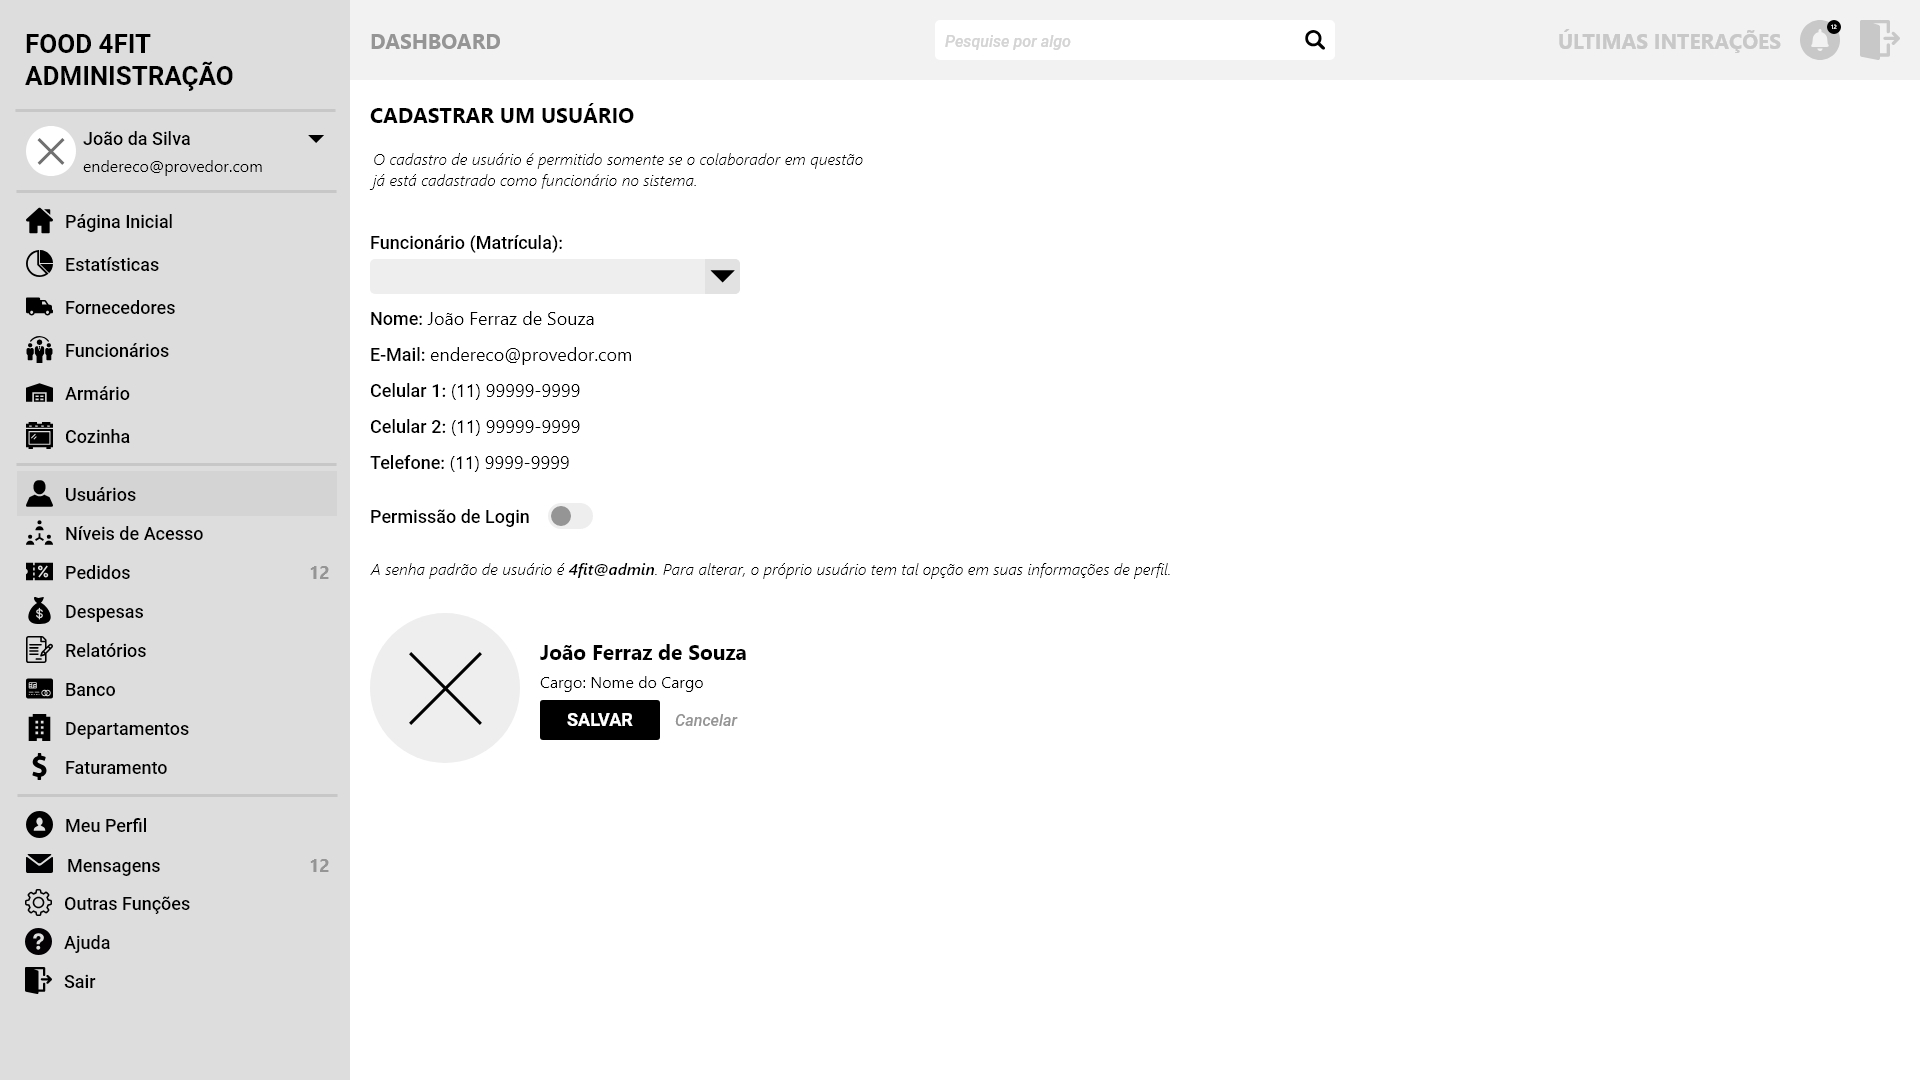 FOOD 4FIT
ADMINISTRAÇÃO
João da Silva
endereco@provedor.com
Página Inicial
Estatísticas
Fornecedores
Funcionários
Armário
Cozinha
Usuários
Níveis de Acesso
Pedidos 12
Despesas
Relatórios
Banco
Departamentos
Faturamento
Meu Perfil
Mensagens 12
Outras Funções
Ajuda
Sair
DASHBOARD
Pesquise por algo
ÚLTIMAS INTERAÇÕES
12
CADASTRAR UM USUÁRIO
O cadastro de usuário é permitido somente se o colaborador em questão
já está cadastrado como funcionário no sistema.
Funcionário (Matrícula):
Nome: João Ferraz de Souza
E-Mail: endereco@provedor.com
Celular 1: (11) 99999-9999
Celular 2: (11) 99999-9999
Telefone: (11) 9999-9999
Permissão de Login
A senha padrão de usuário é 4fit@admin. Para alterar, o próprio usuário tem tal opção em suas informações de perfil.
João Ferraz de Souza
Cargo: Nome do Cargo
SALVAR Cancelar